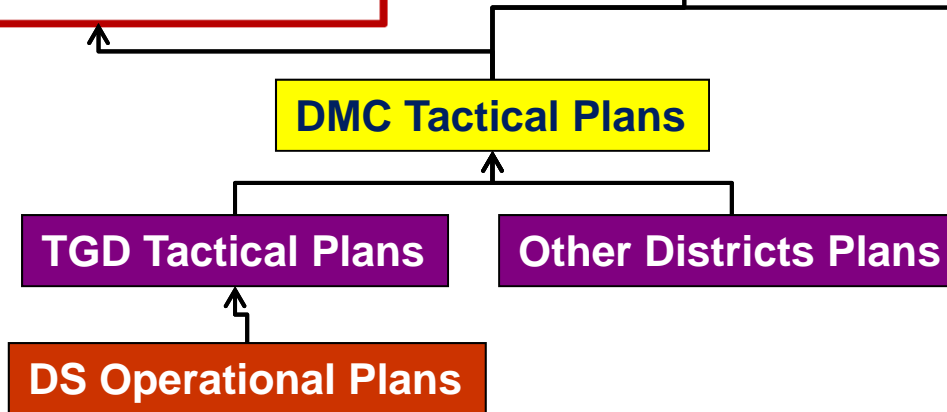 DMC Tactical Plans
TGD Tactical Plans
Other Districts Plans
DS Operational Plans